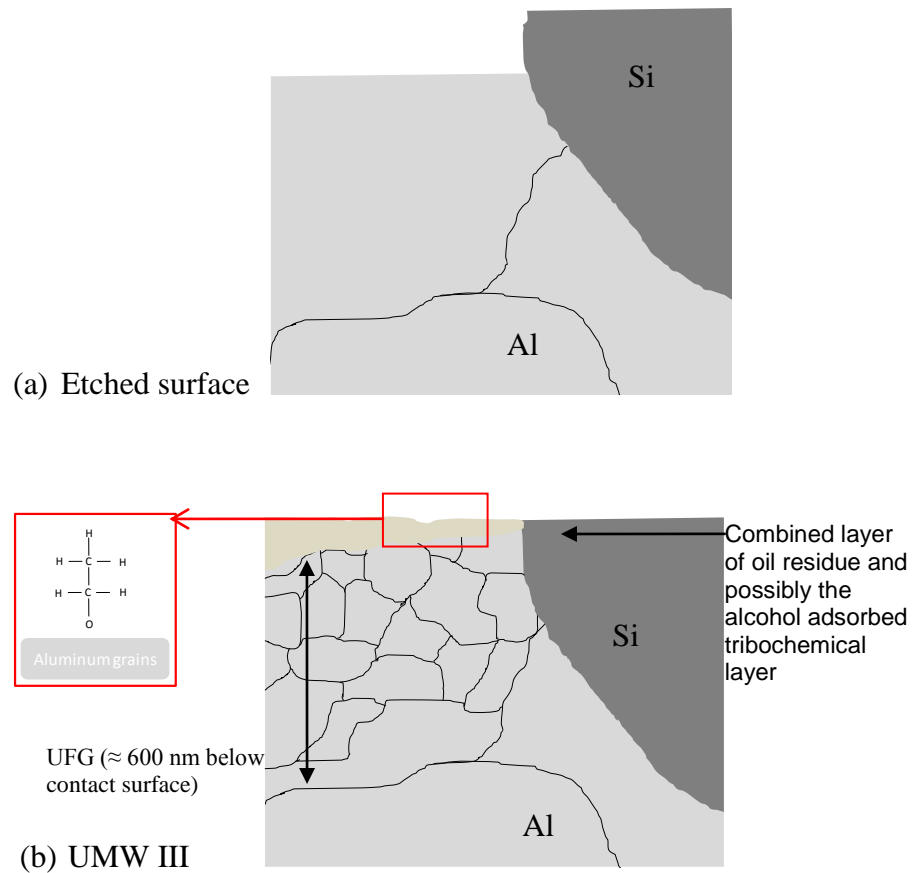 Si
Al
(a) Etched surface
H
H — C — H
H — C — H
O
Aluminum grains
Combined layer
of oil residue and
possibly the
alcohol adsorbed
tribochemical
layer
Si
UFG (≈ 600 nm below
contact surface)
Al
(b) UMW III